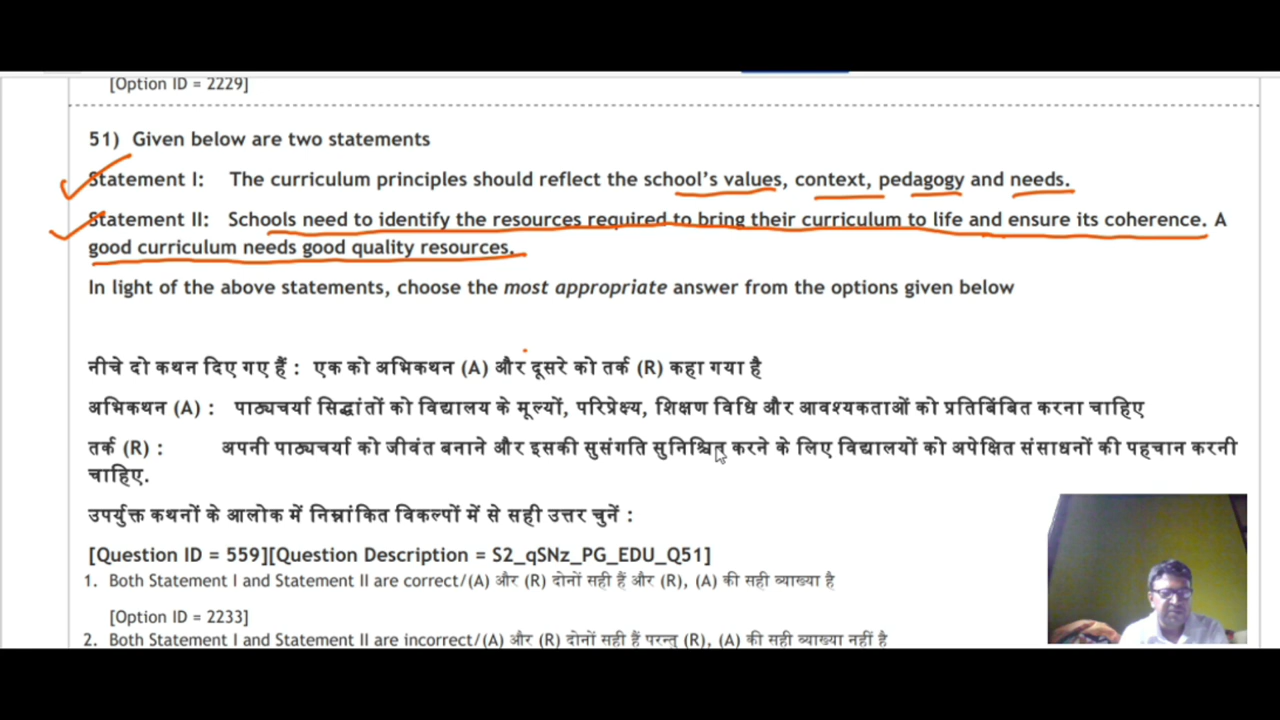 [Option ID = 2229]
51) Given below are two statements
Statement I: The curriculum principles should reflect the school's values, context, pedagogy and needs.
Statement II: Schools need to identify the resources required to bring their curriculum to life and ensure its coherence. A
good curriculum needs good quality resources.
In light of the above statements, choose the most appropriate answer from the options given below
नीचे दो कथन दिए गए हैं : एक को अभिकथन (A) और दूसरे को तर्क (R) कहा गया है
अभिकथन (A) : पाठ्यचर्या सिद्धांतों को विद्यालय के मूल्यों, परिप्रेक्ष्य, शिक्षण विधि और आवश्यकताओं को प्रतिबिंबित करना चाहिए
तर्क (R) : अपनी पाठ्यचर्या को जीवंत बनाने और इसकी सुसंगति सुनिश्चित करने के लिए विद्यालयों को अपेक्षित संसाधनों की पहचान करनी
चाहिए.
उपर्युक्त कथनों के आलोक में निम्नांकित विकल्पों में से सही उत्तर चुनें :
[Question ID = 559][Question Description = S2_qSNz_PG_EDU_Q51]
1. Both Statement I and Statement II are correct/(A) और (R) दोनों सही हैं और (R), (A) की सही व्याख्या है
[Option ID = 2233]
2. Both Statement I and Statement II are incorrect/(A) और (R) दोनों सही हैं परन्तु (R), (A) की सही व्याख्या नहीं है